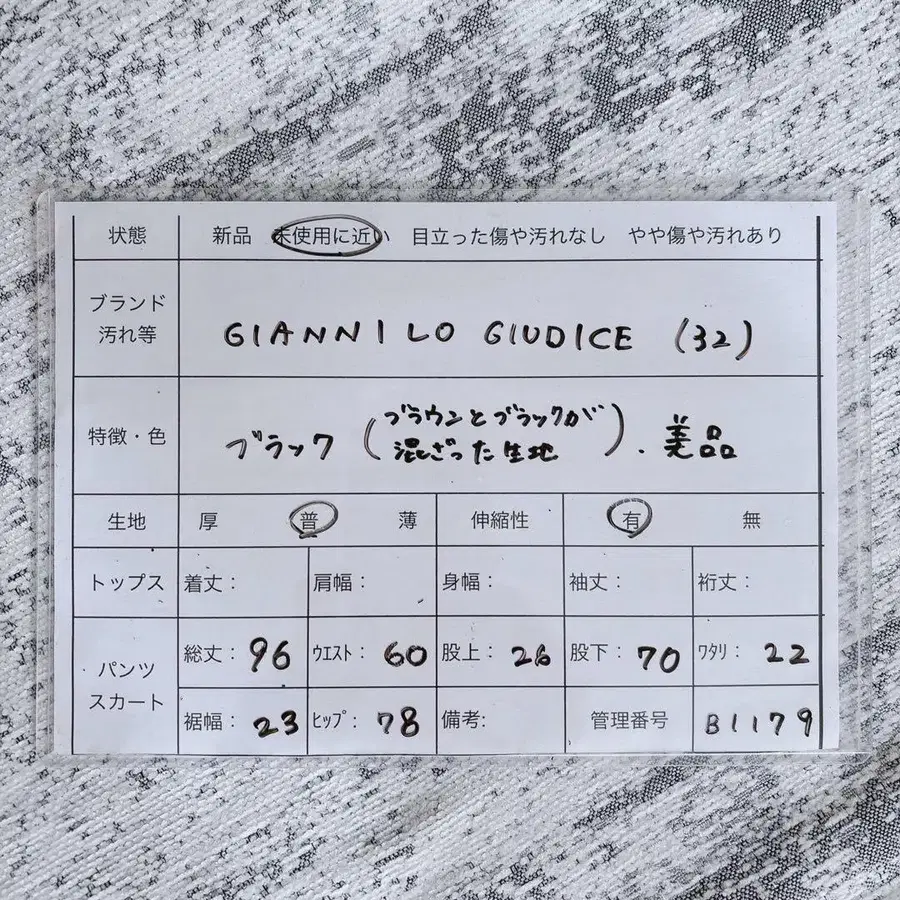 状態 新品 未使用に近い 目立った傷や汚れなし やや傷や汚れあり
ブランド
汚れ等
GIANNI LO GIUDICE (32)
特徴・色
ブラック (ブラウンとブラックが
混ざった生地) . 美品
生地 厚 普 薄 伸縮性 有 無
トップス 着丈: 肩幅: 身幅: 袖丈: 裄丈:
パンツ
スカート
総丈: 96 ウエスト: 60 股上: 26 股下: 70 ワタリ: 22
裾幅: 23 ヒップ: 78 備考: 管理番号 B1179